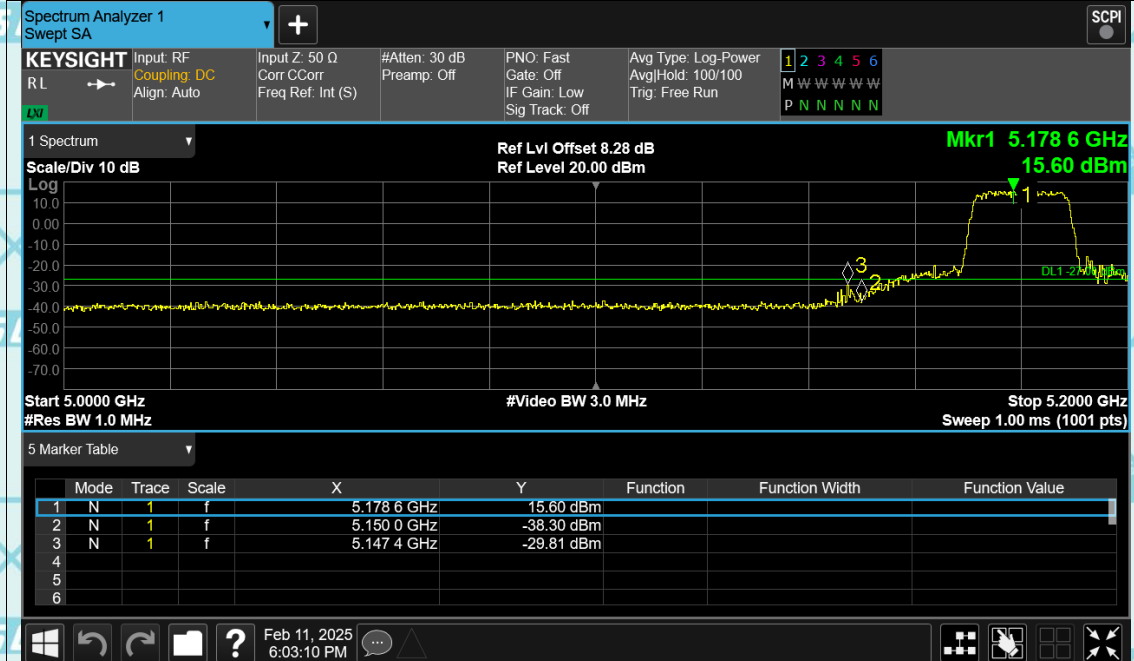 Spectrum Analyzer 1
Swept SA
+
SCPI
KEYSIGHT
RL
LXI
Input: RF
Coupling: DC
Align: Auto
Input Z: 50 Ω
Corr CCorr
Freq Ref: Int (S)
#Atten: 30 dB
Preamp: Off
PNO: Fast
Gate: Off
IF Gain: Low
Sig Track: Off
Avg Type: Log-Power
Avg|Hold: 100/100
Trig: Free Run
1 2 3 4 5 6
M W W W W W
P N N N N N
1 Spectrum
Scale/Div 10 dB
Log
Ref Lvl Offset 8.28 dB
Ref Level 20.00 dBm
Mkr1 5.178 6 GHz
15.60 dBm
10.0
0.00
-10.0
-20.0
-30.0
-40.0
-50.0
-60.0
-70.0
1
3
2
Start 5.0000 GHz
#Video BW 3.0 MHz
Stop 5.2000 GHz
#Res BW 1.0 MHz
Sweep 1.00 ms (1001 pts)
5 Marker Table
Mode Trace Scale X Y Function Function Width Function Value
1 N 1 f 5.178 6 GHz 15.60 dBm
2 N 1 f 5.150 0 GHz -38.30 dBm
3 N 1 f 5.147 4 GHz -29.81 dBm
4
5
6
?
Feb 11, 2025
6:03:10 PM